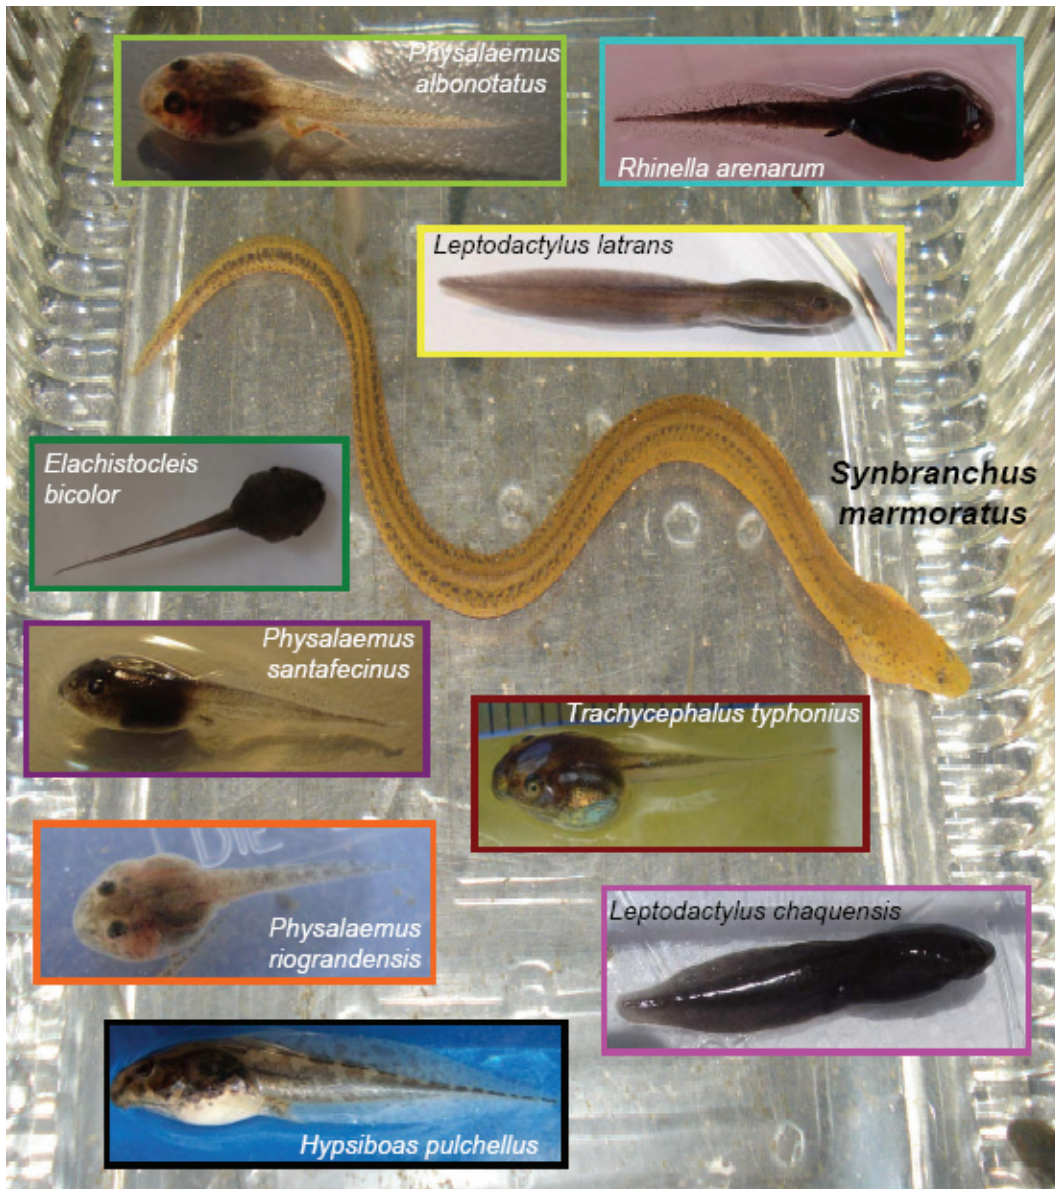 Physalaemus
albonotatus
Rhinella arenarum
Leptodactylus latrans
Elachistocleis
bicolor
Synbranchus
marmoratus
Physalaemus
santafecinus
Trachycephalus typhonius
Physalaemus
riograndensis
Leptodactylus chaquensis
Hypsiboas pulchellus